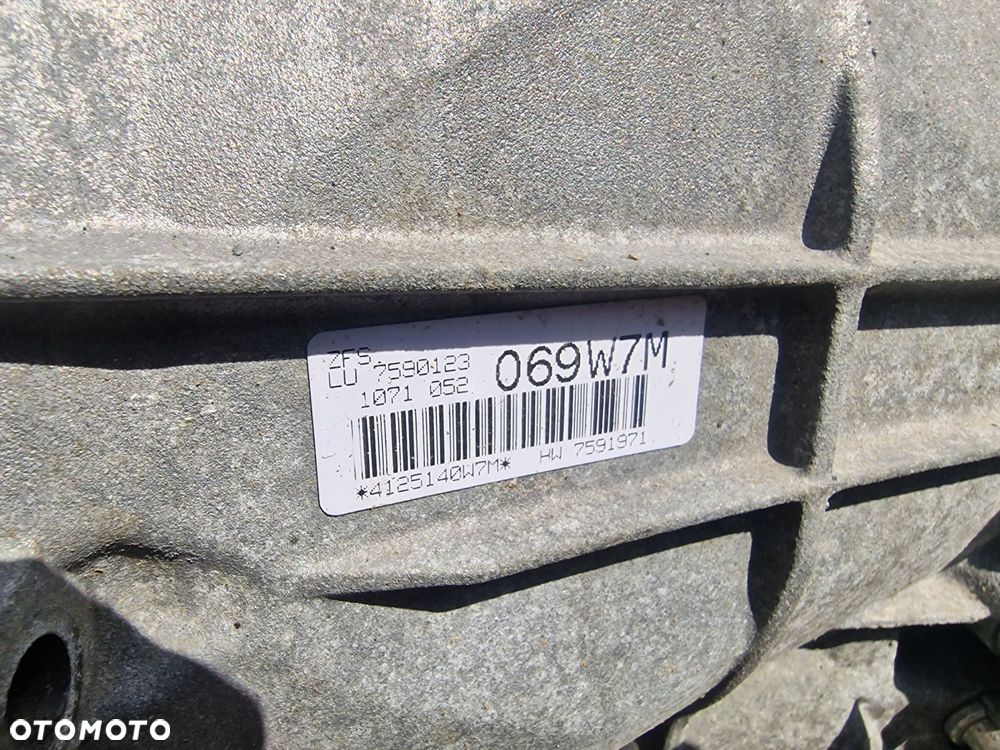 ZFS
LU 7590123
069W7M
1071 052
*4125140W7M* HW 7591971
OTOMOTO